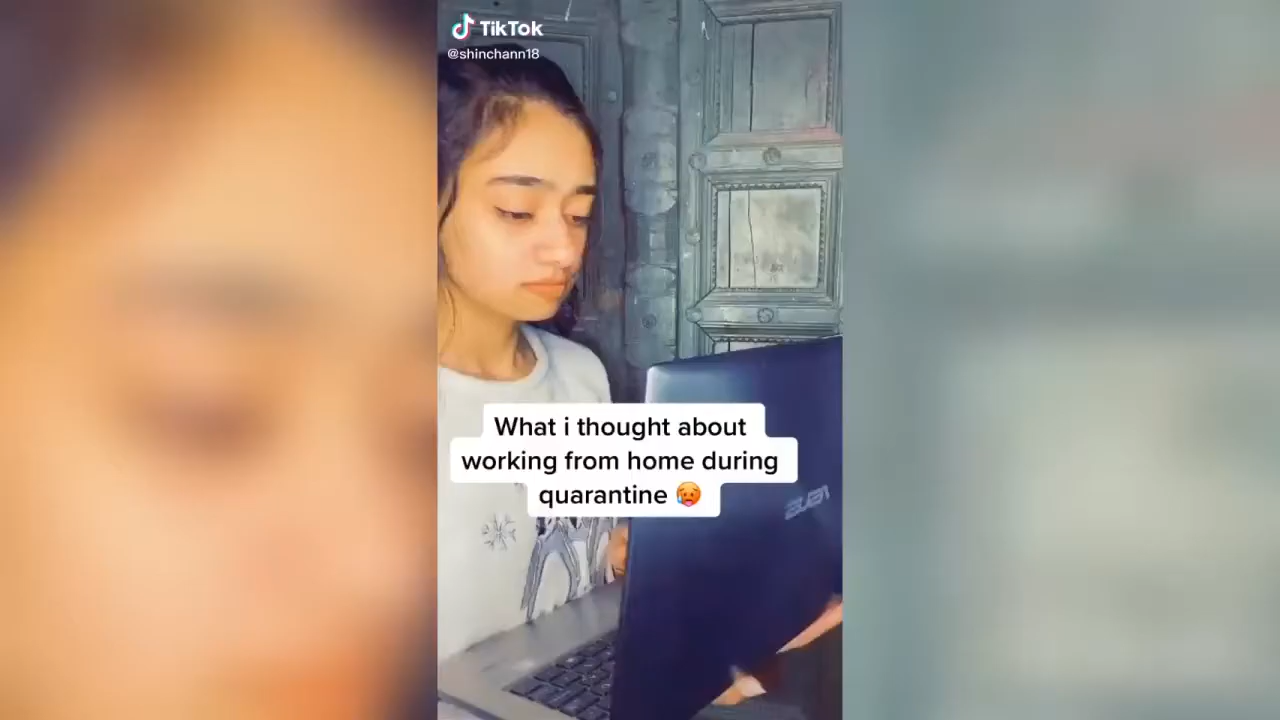 TikTok
@shinchann18
What i thought about
working from home during
quarantine 🥵